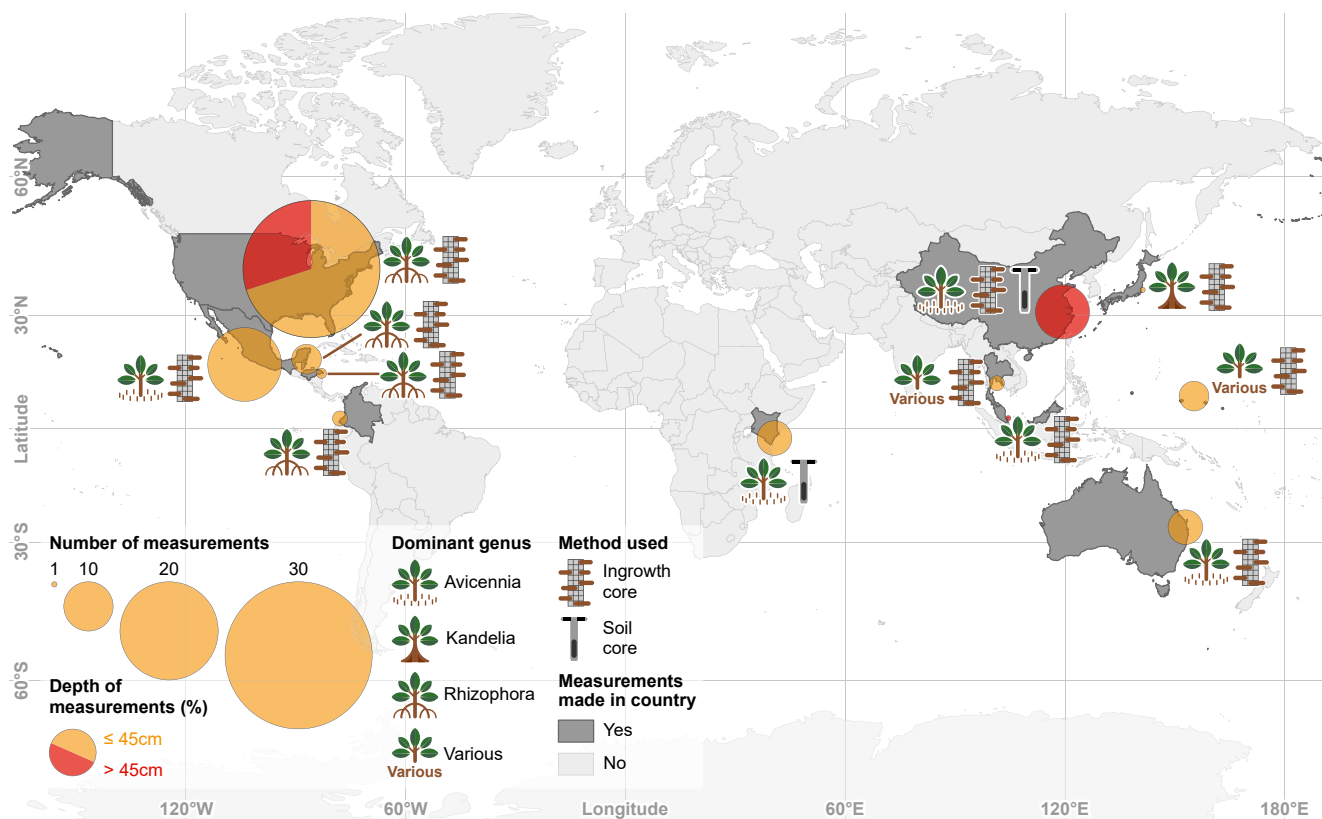 60°N
30°N
Latitude
30°S
60°S
Various
Various
Number of measurements
1
10
20
30
Depth of
measurements (%)
≤ 45cm
> 45cm
Dominant genus
Avicennia
Kandelia
Rhizophora
Various
Various
Method used
Ingrowth
core
Soil
core
Measurements
made in country
Yes
No
120°W
60°W
Longitude
60°E
120°E
180°E